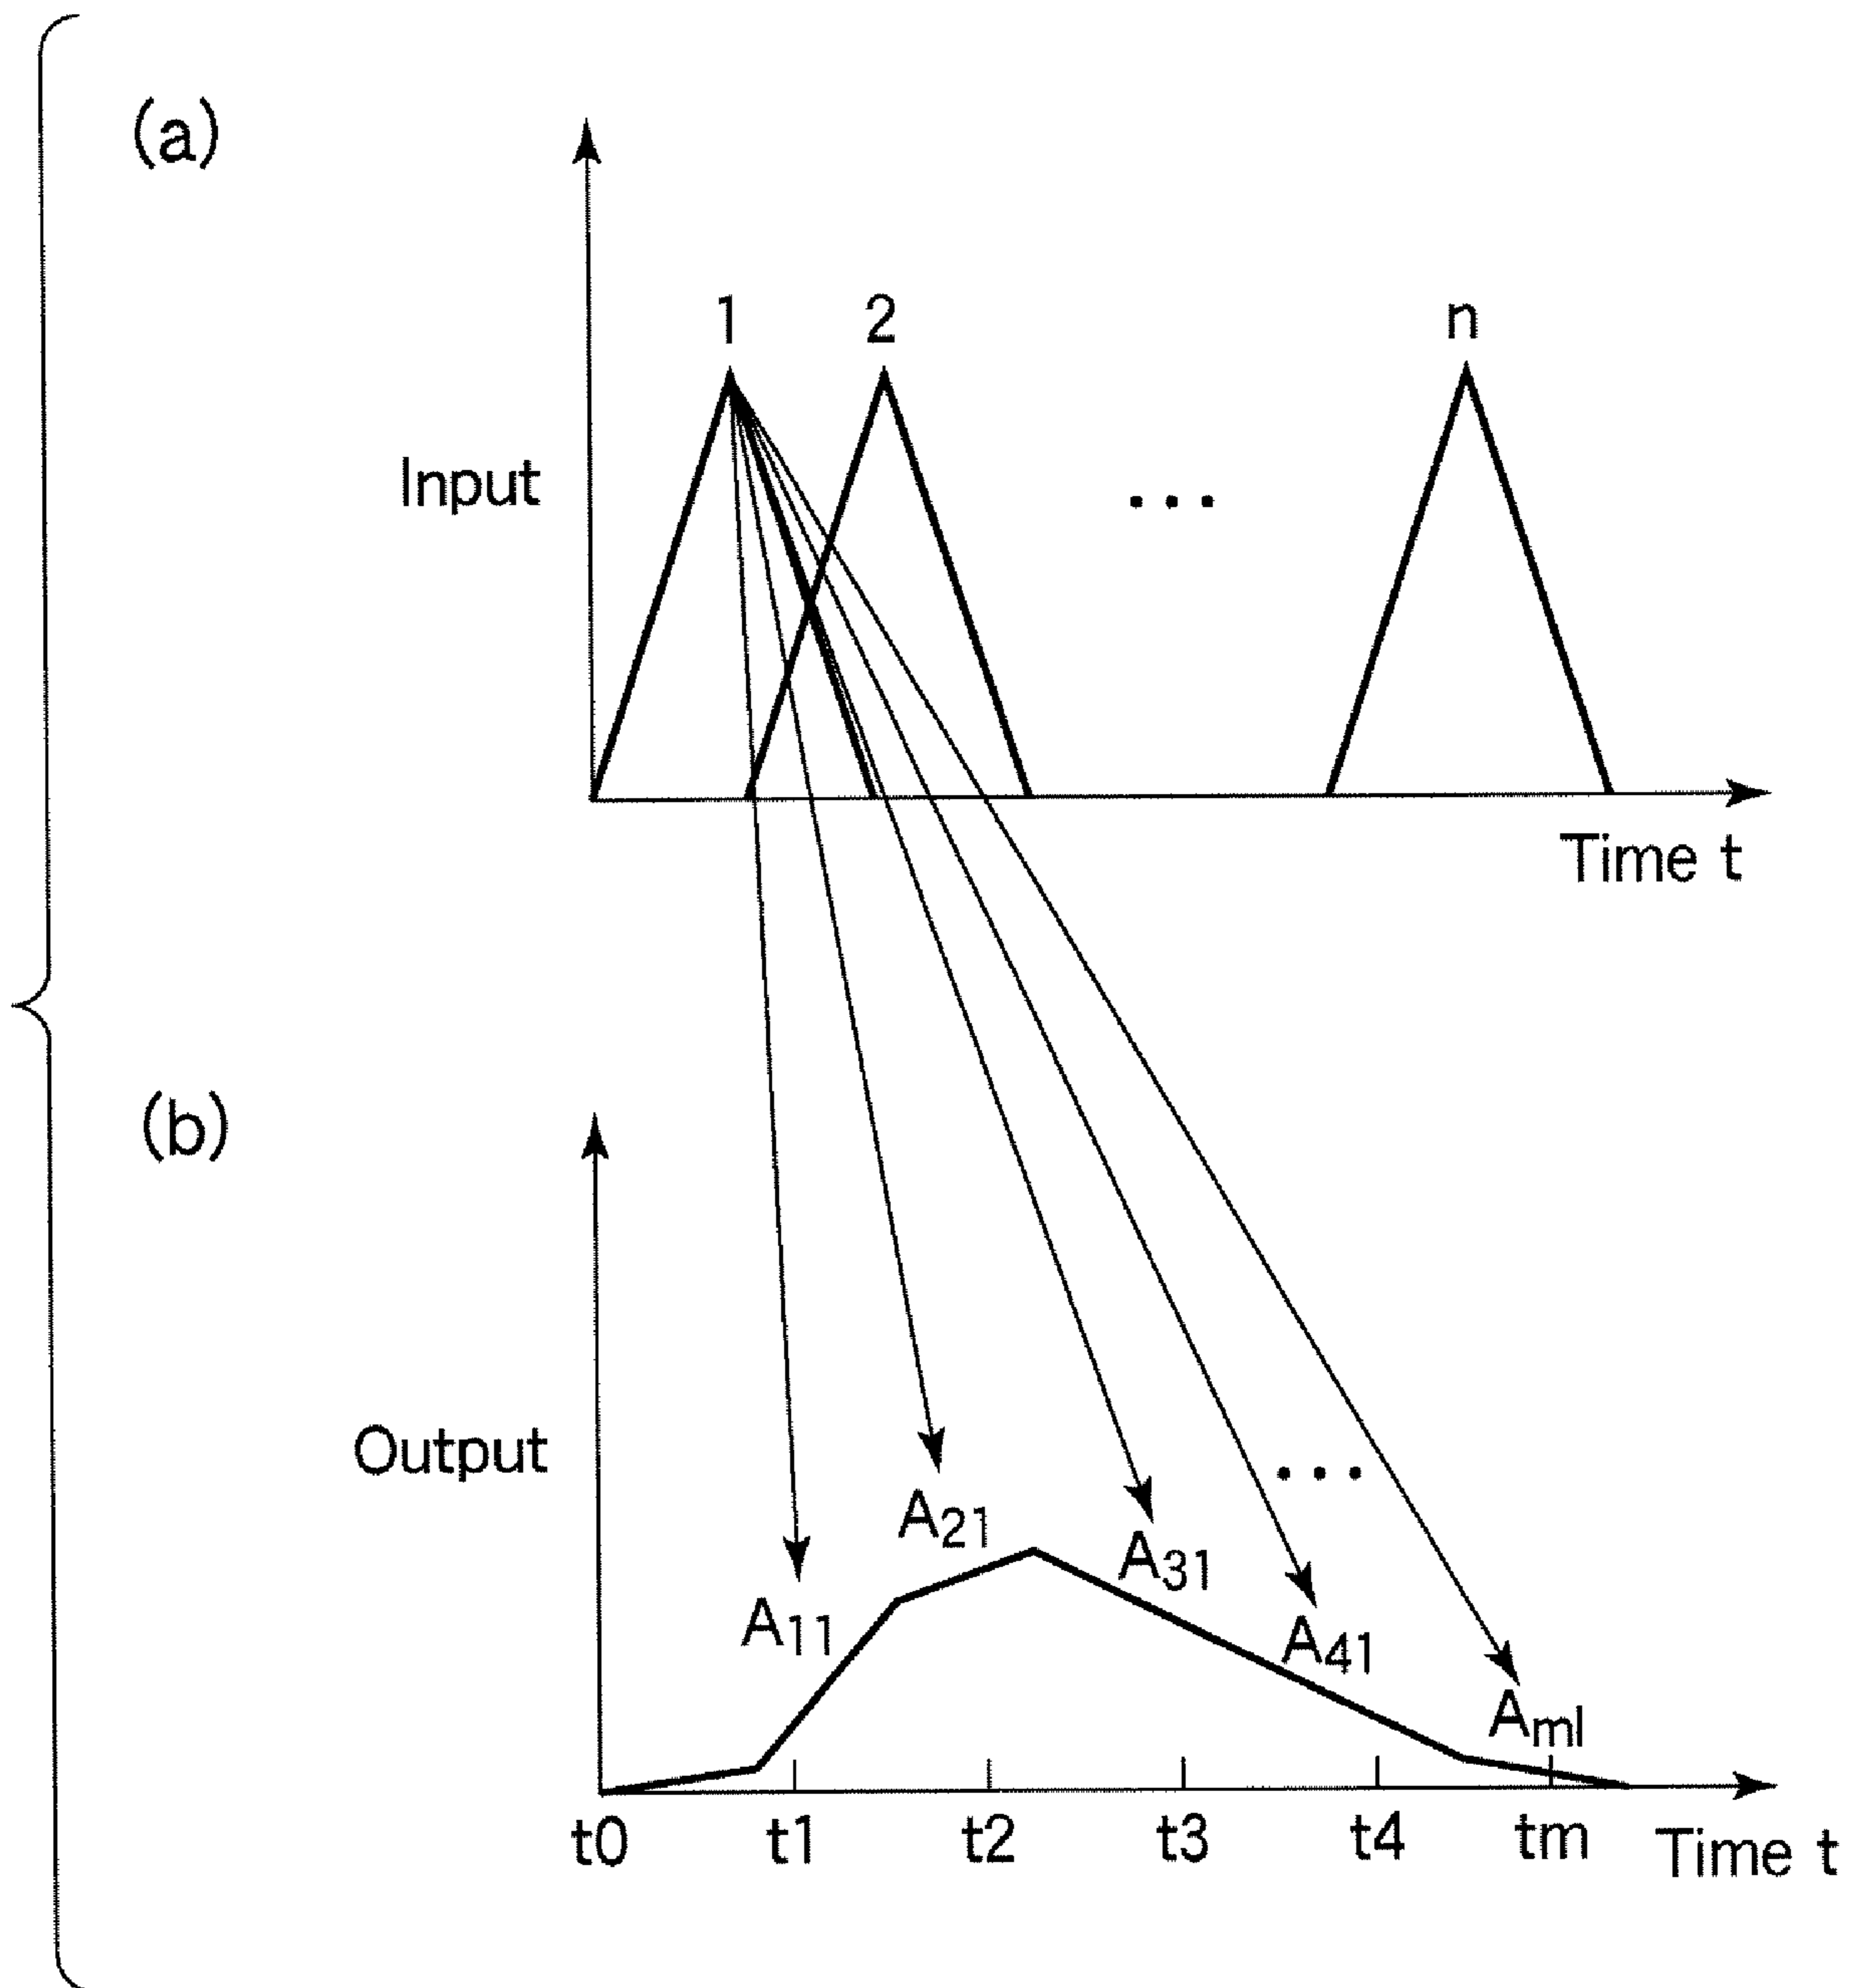 (a)
1 2 n
Input
...
Time t
(b)
Output
...
A21
A31
A11
A41
Aml
t0 t1 t2 t3 t4 tm Time t